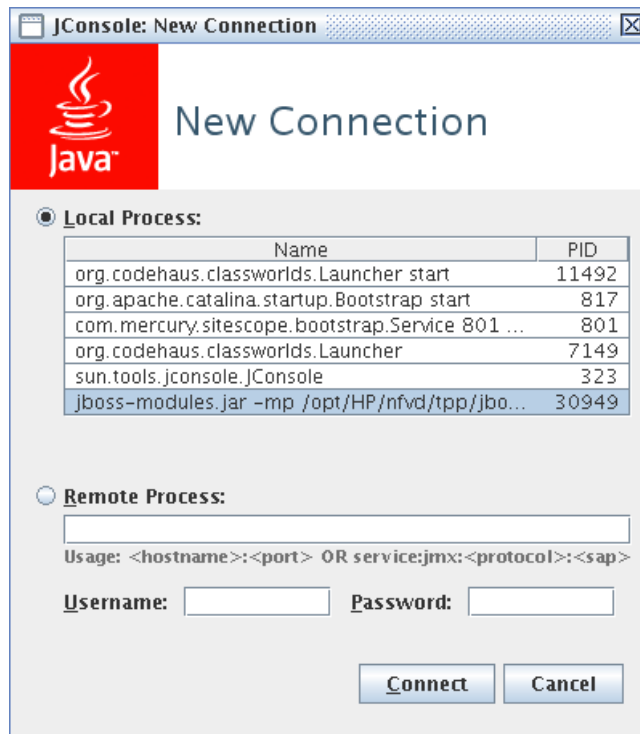 JConsole: New Connection
Java™
New Connection
Local Process:
Name PID
org.codehaus.classworlds.Launcher start 11492
org.apache.catalina.startup.Bootstrap start 817
com.mercury.sitescope.bootstrap.Service 801 ... 801
org.codehaus.classworlds.Launcher 7149
sun.tools.jconsole.JConsole 323
jboss-modules.jar -mp /opt/HP/nfvd/tpp/jbo... 30949
Remote Process:
Usage: <hostname>:<port> OR service:jmx:<protocol>:<sap>
Username: Password:
Connect Cancel